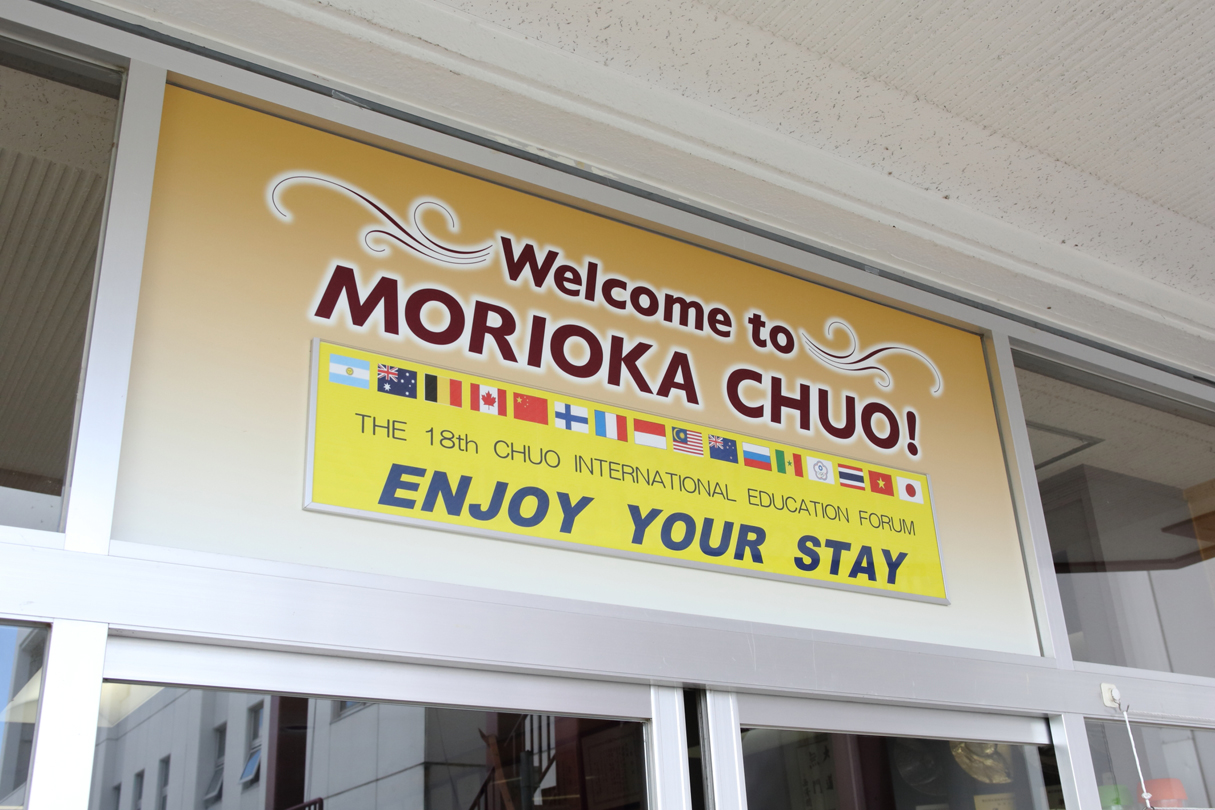 Welcome to
MORIOKA CHUO!
THE 18th CHUO INTERNATIONAL EDUCATION FORUM
ENJOY YOUR STAY